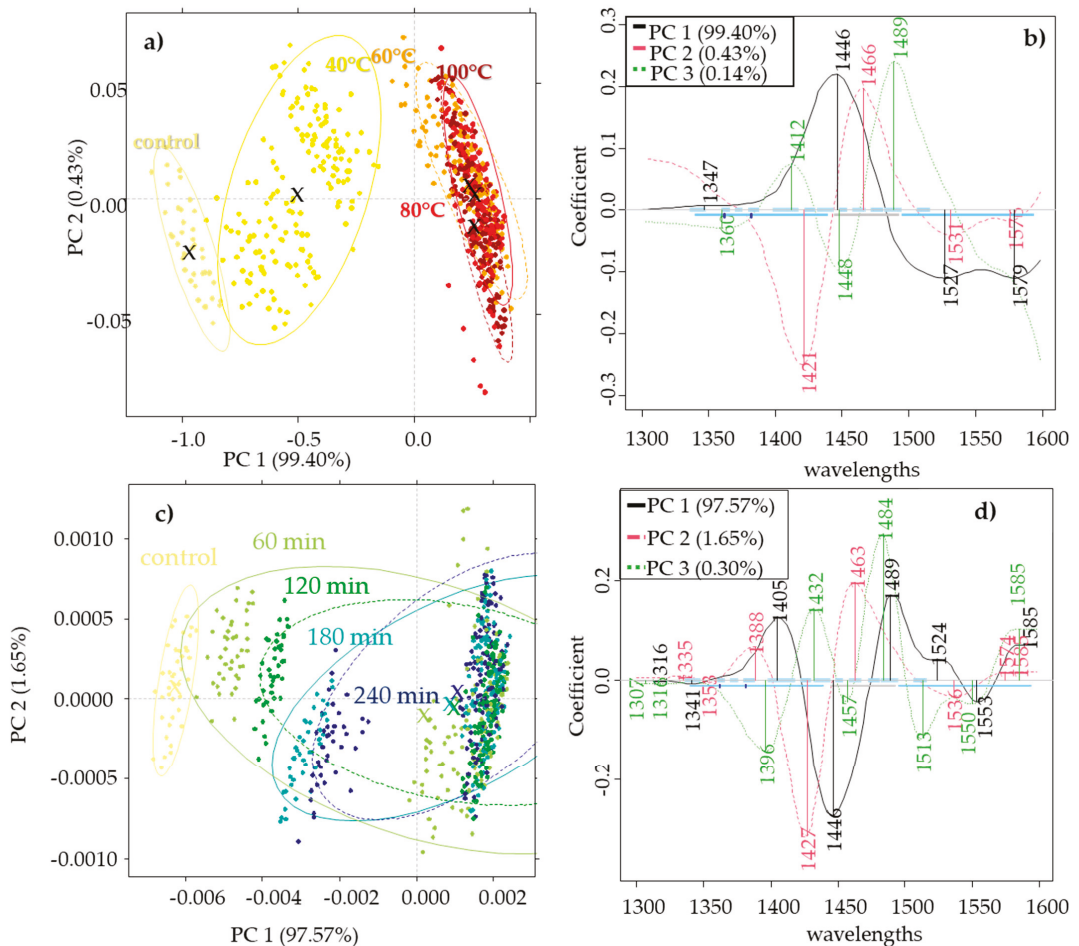 a)
control
40°C
60°C
100°C
80°C
0.05
0.00
-0.05
PC 2 (0.43%)
-1.0
-0.5
0.0
PC 1 (99.40%)
PC 1 (99.40%)
PC 2 (0.43%)
PC 3 (0.14%)
b)
1347
1360
1412
1421
1446
1448
1466
1489
1527
1531
1579
0.2
0.1
0.0
-0.1
-0.2
-0.3
Coefficient
1300
1350
1400
1450
1500
1550
1600
wavelengths
c)
control
60 min
120 min
180 min
240 min
0.0010
0.0005
0.0000
-0.0005
-0.0010
PC 2 (1.65%)
-0.006
-0.004
-0.002
0.000
0.002
PC 1 (97.57%)
PC 1 (97.57%)
PC 2 (1.65%)
PC 3 (0.30%)
d)
1307
1316
1316
1335
1341
1353
1388
1396
1405
1427
1432
1446
1457
1463
1484
1489
1513
1524
1536
1550
1553
1574
1585
1585
0.2
0.0
-0.2
Coefficient
1300
1350
1400
1450
1500
1550
1600
wavelengths